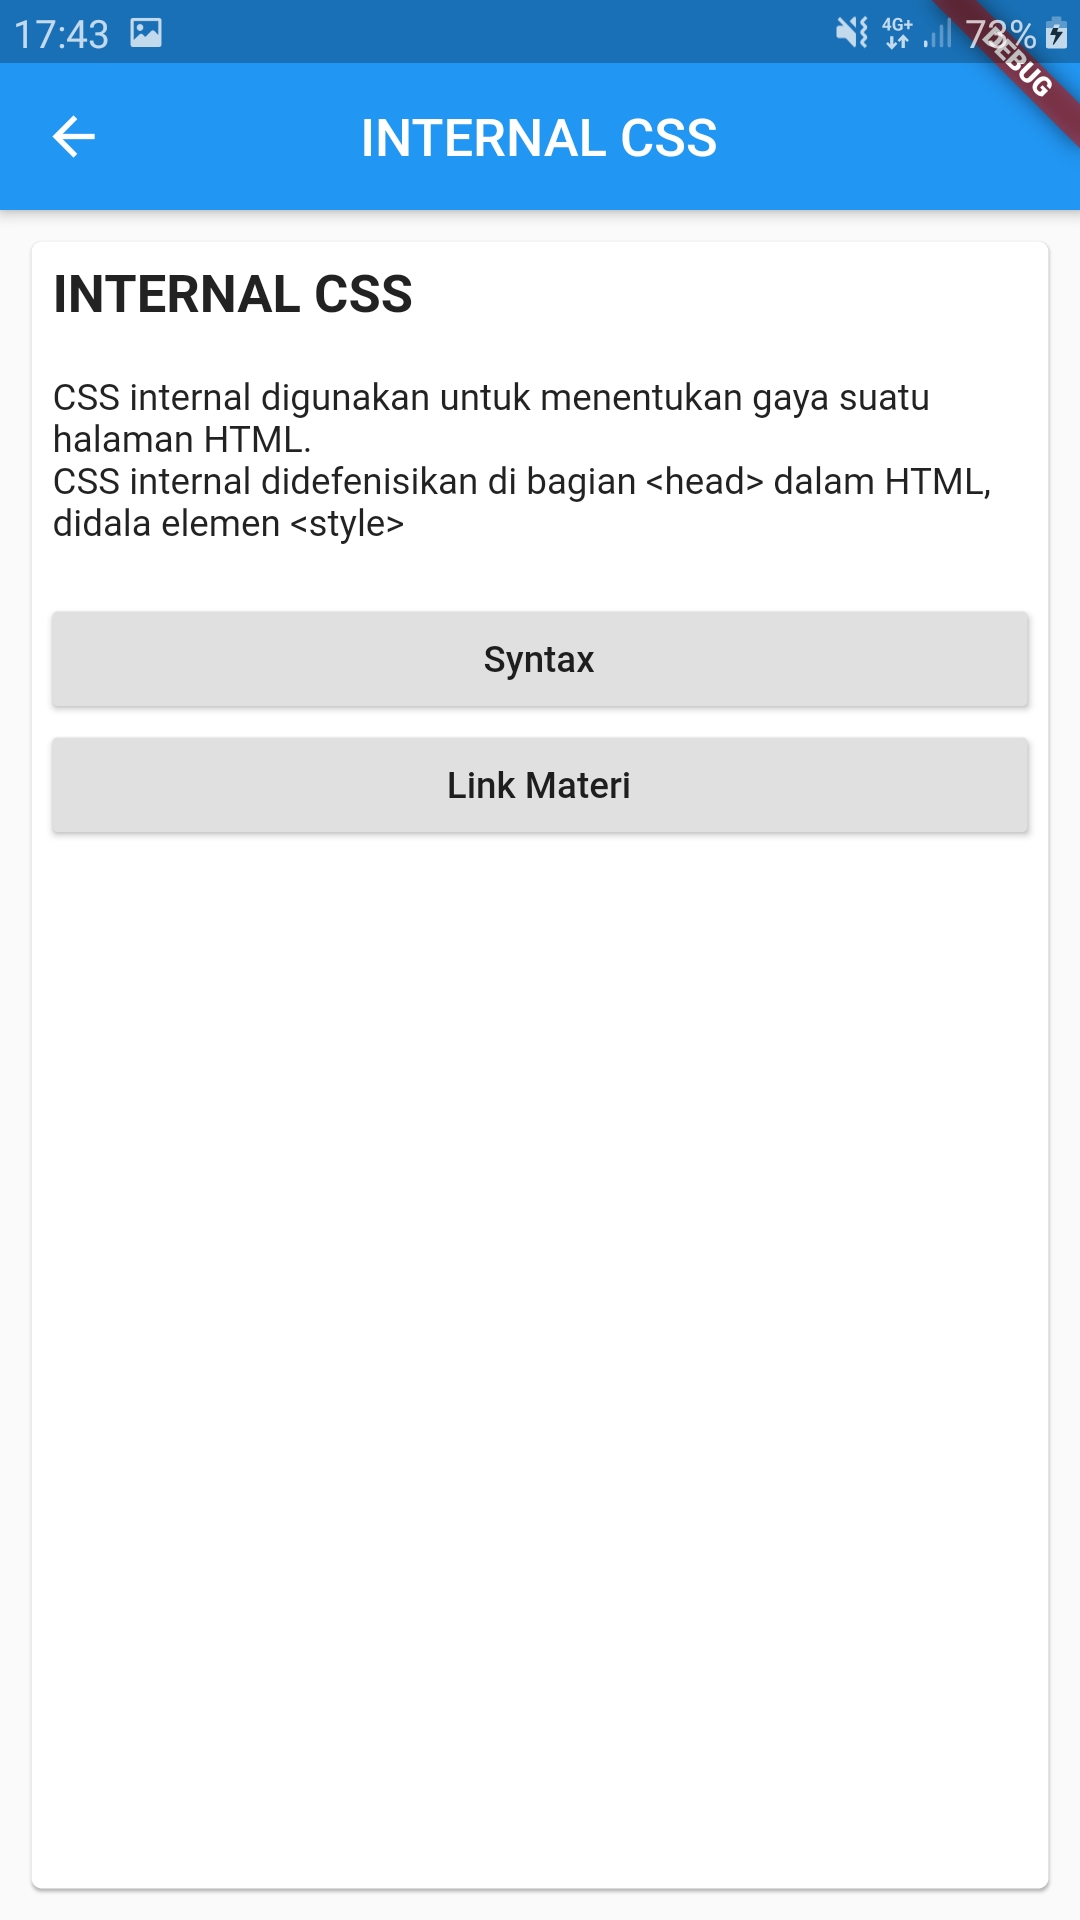 17:43 4G+ 73%
DEBUG
INTERNAL CSS
INTERNAL CSS
CSS internal digunakan untuk menentukan gaya suatu
halaman HTML.
CSS internal didefenisikan di bagian <head> dalam HTML,
didala elemen <style>
Syntax
Link Materi